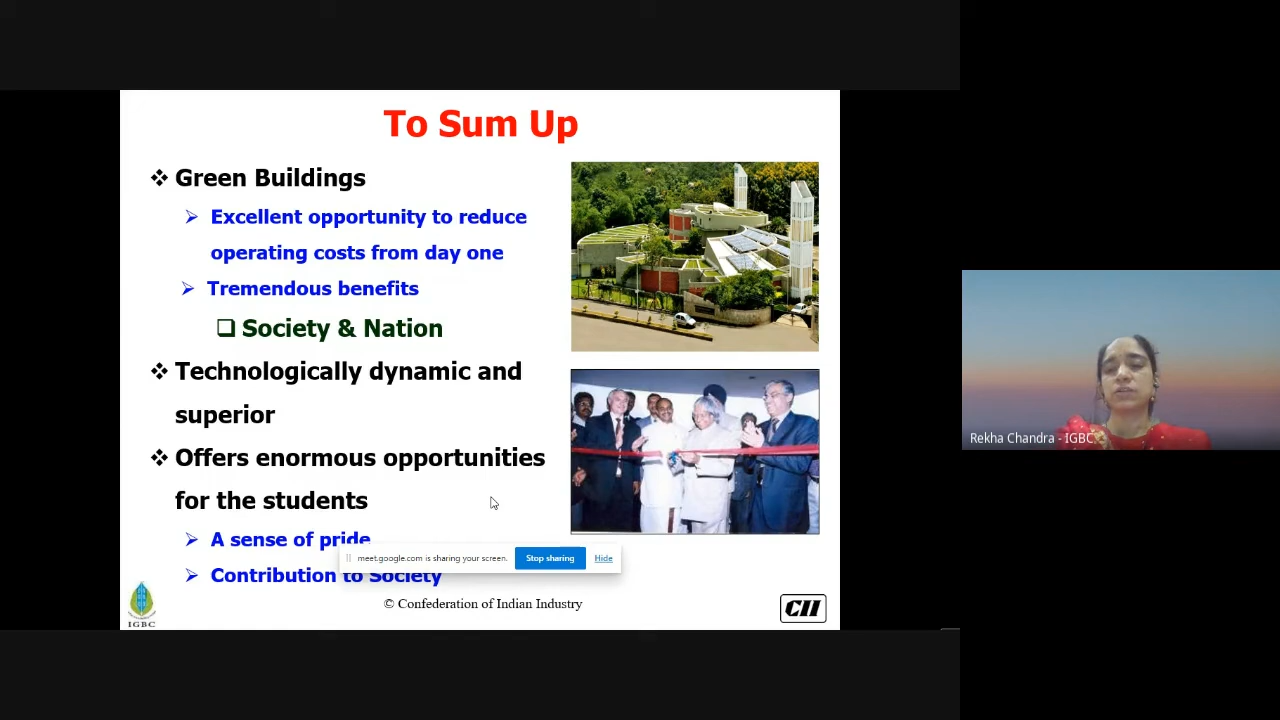 To Sum Up
❖ Green Buildings
➢ Excellent opportunity to reduce
operating costs from day one
➢ Tremendous benefits
❑ Society & Nation
❖ Technologically dynamic and
superior
❖ Offers enormous opportunities
for the students
➢ A sense of pride
meet.google.com is sharing your screen. Stop sharing Hide
➢ Contribution to Society
© Confederation of Indian Industry
IGBC
CII
Rekha Chandra - IGBC